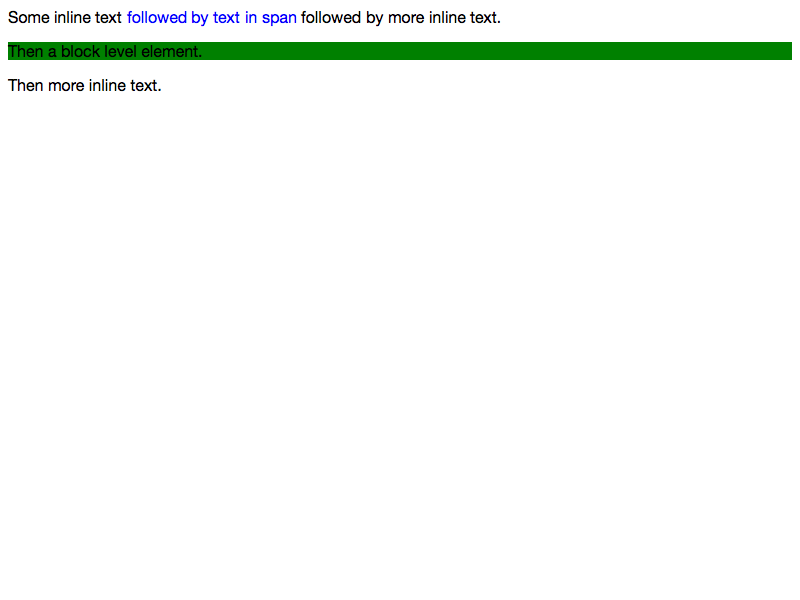 Some inline text followed by text in span followed by more inline text.
Then a block level element.
Then more inline text.